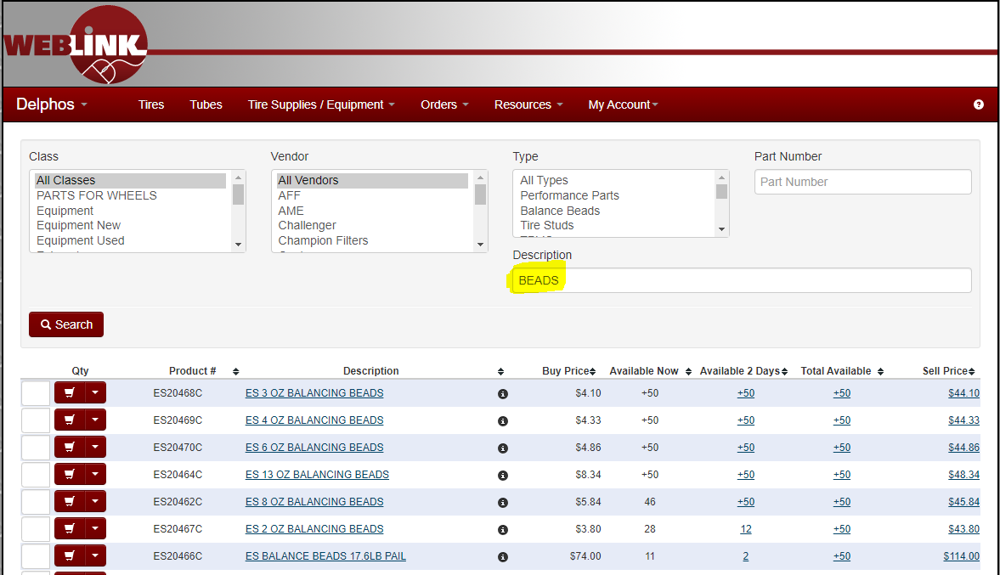 WEBLINK
Delphos Tires Tubes Tire Supplies / Equipment Orders Resources My Account ?
Class Vendor Type Part Number
All Classes All Vendors All Types Part Number
PARTS FOR WHEELS AFF Performance Parts
Equipment AME Balance Beads
Equipment New Challenger Tire Studs
Equipment Used Champion Filters
Description
BEADS
Search
Qty Product # Description Buy Price Available Now Available 2 Days Total Available Sell Price
ES20468C ES 3 OZ BALANCING BEADS i $4.10 +50 +50 +50 $44.10
ES20469C ES 4 OZ BALANCING BEADS i $4.33 +50 +50 +50 $44.33
ES20470C ES 6 OZ BALANCING BEADS i $4.86 +50 +50 +50 $44.86
ES20464C ES 13 OZ BALANCING BEADS i $8.34 +50 +50 +50 $48.34
ES20462C ES 8 OZ BALANCING BEADS i $5.84 46 +50 +50 $45.84
ES20467C ES 2 OZ BALANCING BEADS i $3.80 28 12 +50 $43.80
ES20466C ES BALANCE BEADS 17.6LB PAIL i $74.00 11 2 +50 $114.00